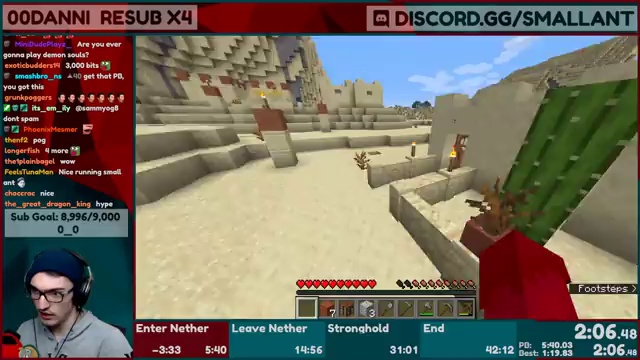 00DANNI RESUB X4
DISCORD.GG/SMALLANT
MiniDudePlayz_ Are you ever
gonna play demon souls?
exoticbudders14 3,000 bits
smashbro_ns 40 get that PB,
you got this
grunkpoggers
its_em_ily @sammyog8
dont spam
PhoenixMesmer
thenf2 pog
longerfish 4 more
the1plainbagel wow
FeelsTunaMan Nice running small
ant
choccrac nice
the_great_dragon_king hype
Sub Goal: 8,996/9,000
0_0
7
3
Footsteps >
Enter Nether
-3:33 5:40
Leave Nether
14:56
Stronghold
31:01
End
42:12
2:06.48
PB: 5:40.03
Best: 1:19.83
2:06.48